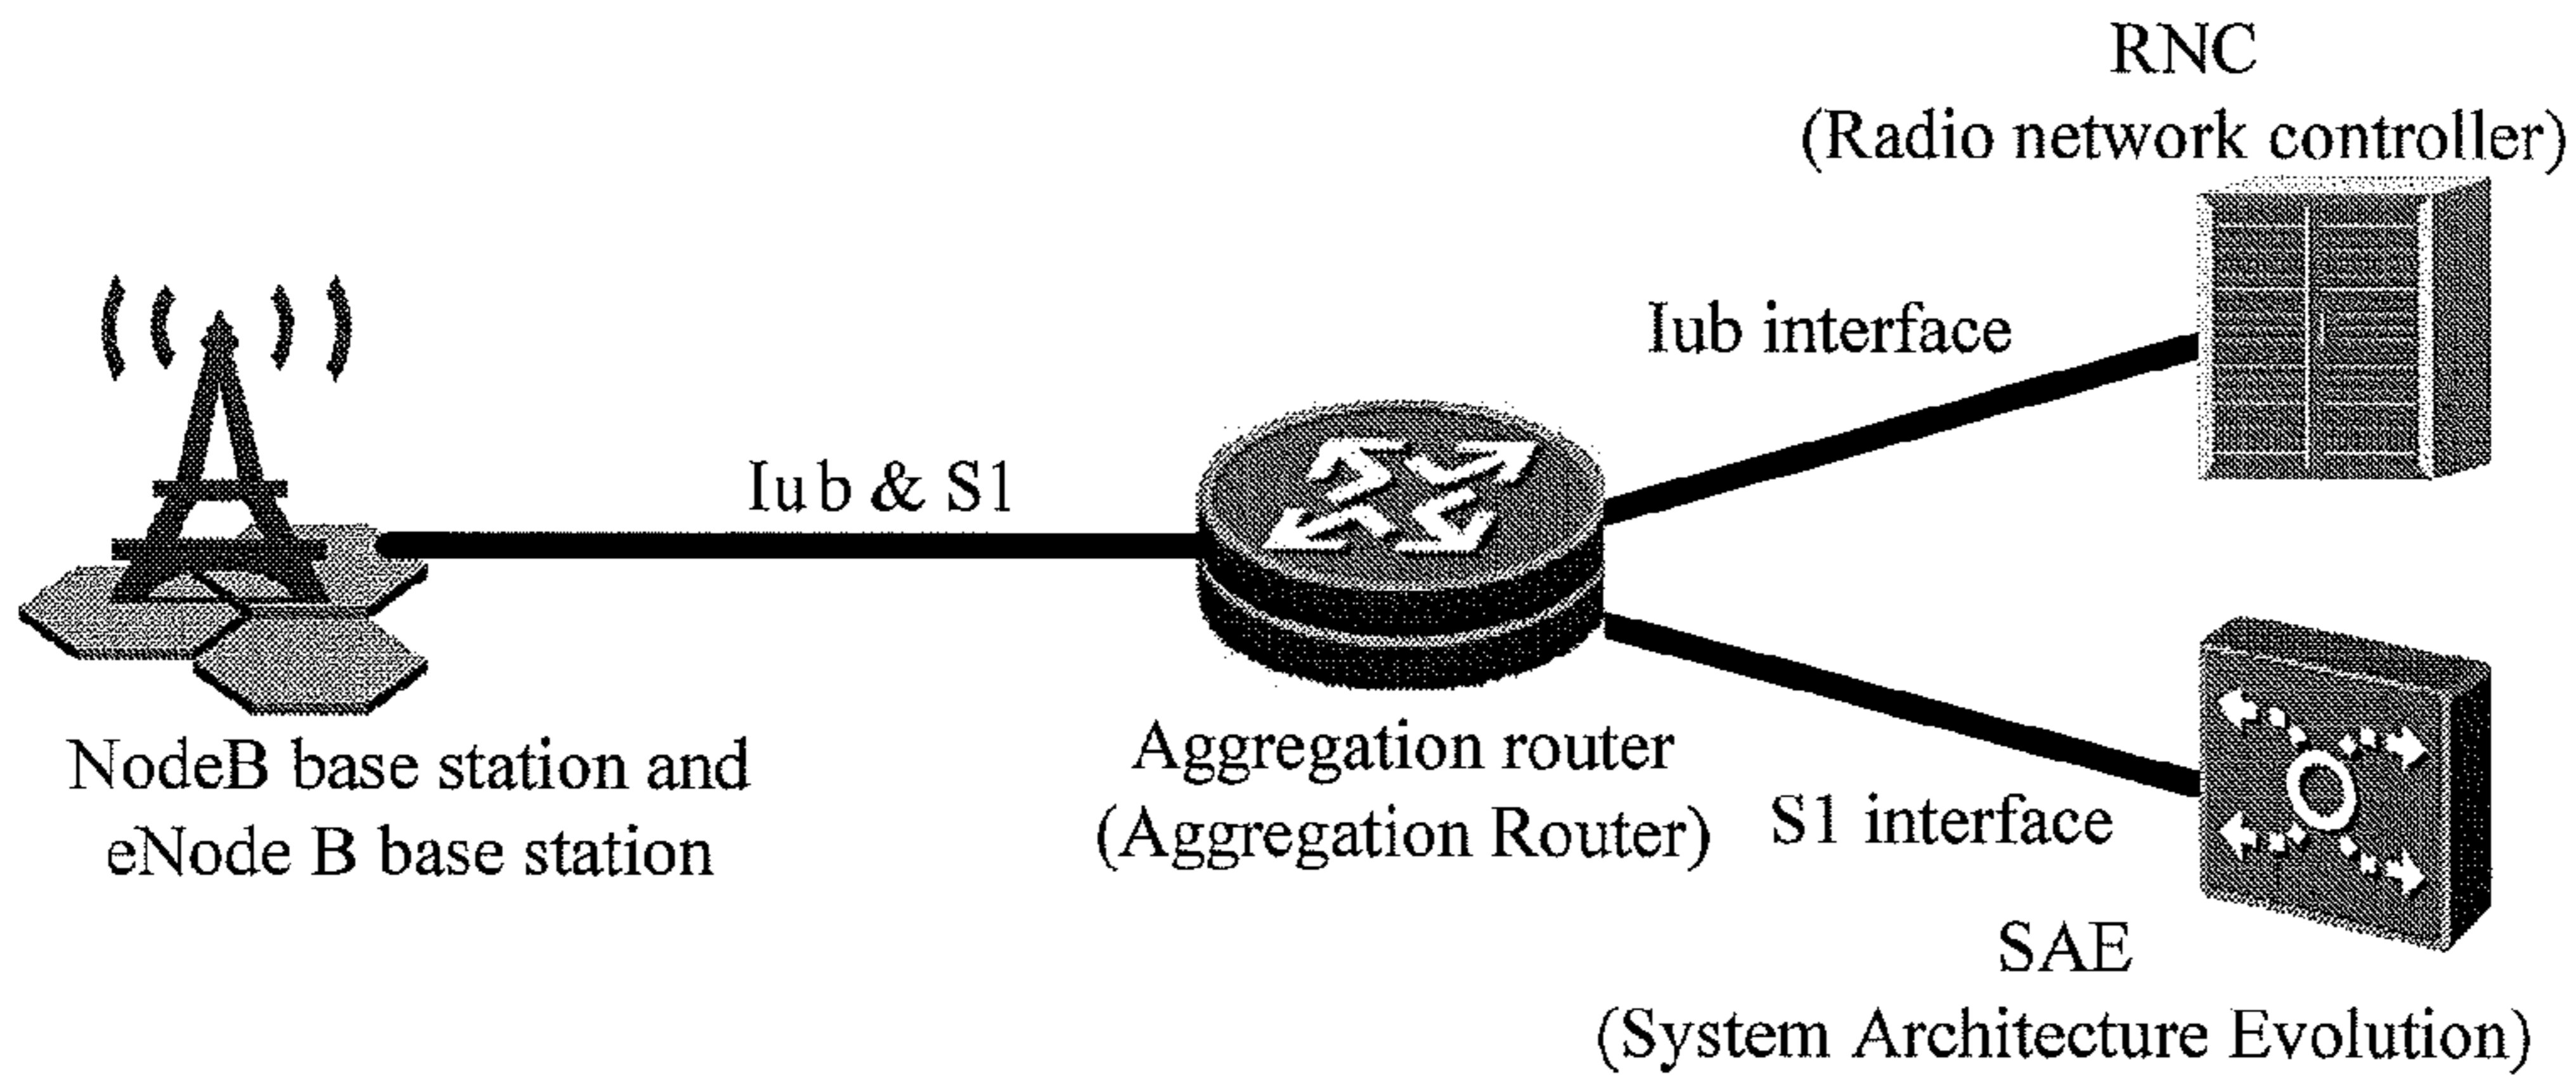 RNC
(Radio network controller)
Iub interface
Iub & S1
NodeB base station and
eNode B base station
Aggregation router
(Aggregation Router)
S1 interface
SAE
(System Architecture Evolution)